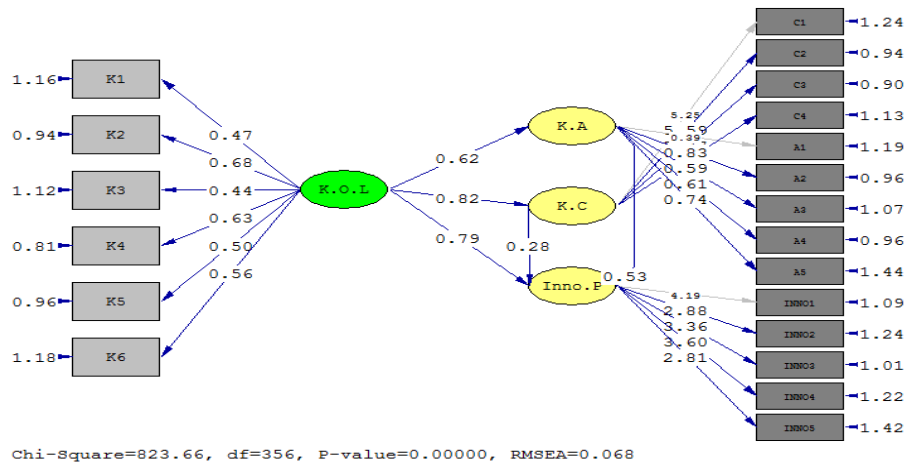 C1 1.24
C2 0.94
K1 1.16
C3 0.90
5.25
C4 1.13
K.A
K2 0.94
0.47
5.59
0.39
A1 1.19
0.83
0.62
0.68
0.59
A2 0.96
K3 1.12
K.O.L
0.61
0.82
0.74
K.C
A3 1.07
0.44
0.63
K4 0.81
0.79
0.28
A4 0.96
0.50
0.56
0.53
A5 1.44
Inno.P
K5 0.96
4.19
INNO1 1.09
2.88
3.36
INNO2 1.24
3.60
K6 1.18
2.81
INNO3 1.01
INNO4 1.22
INNO5 1.42
Chi-Square=823.66, df=356, P-value=0.00000, RMSEA=0.068